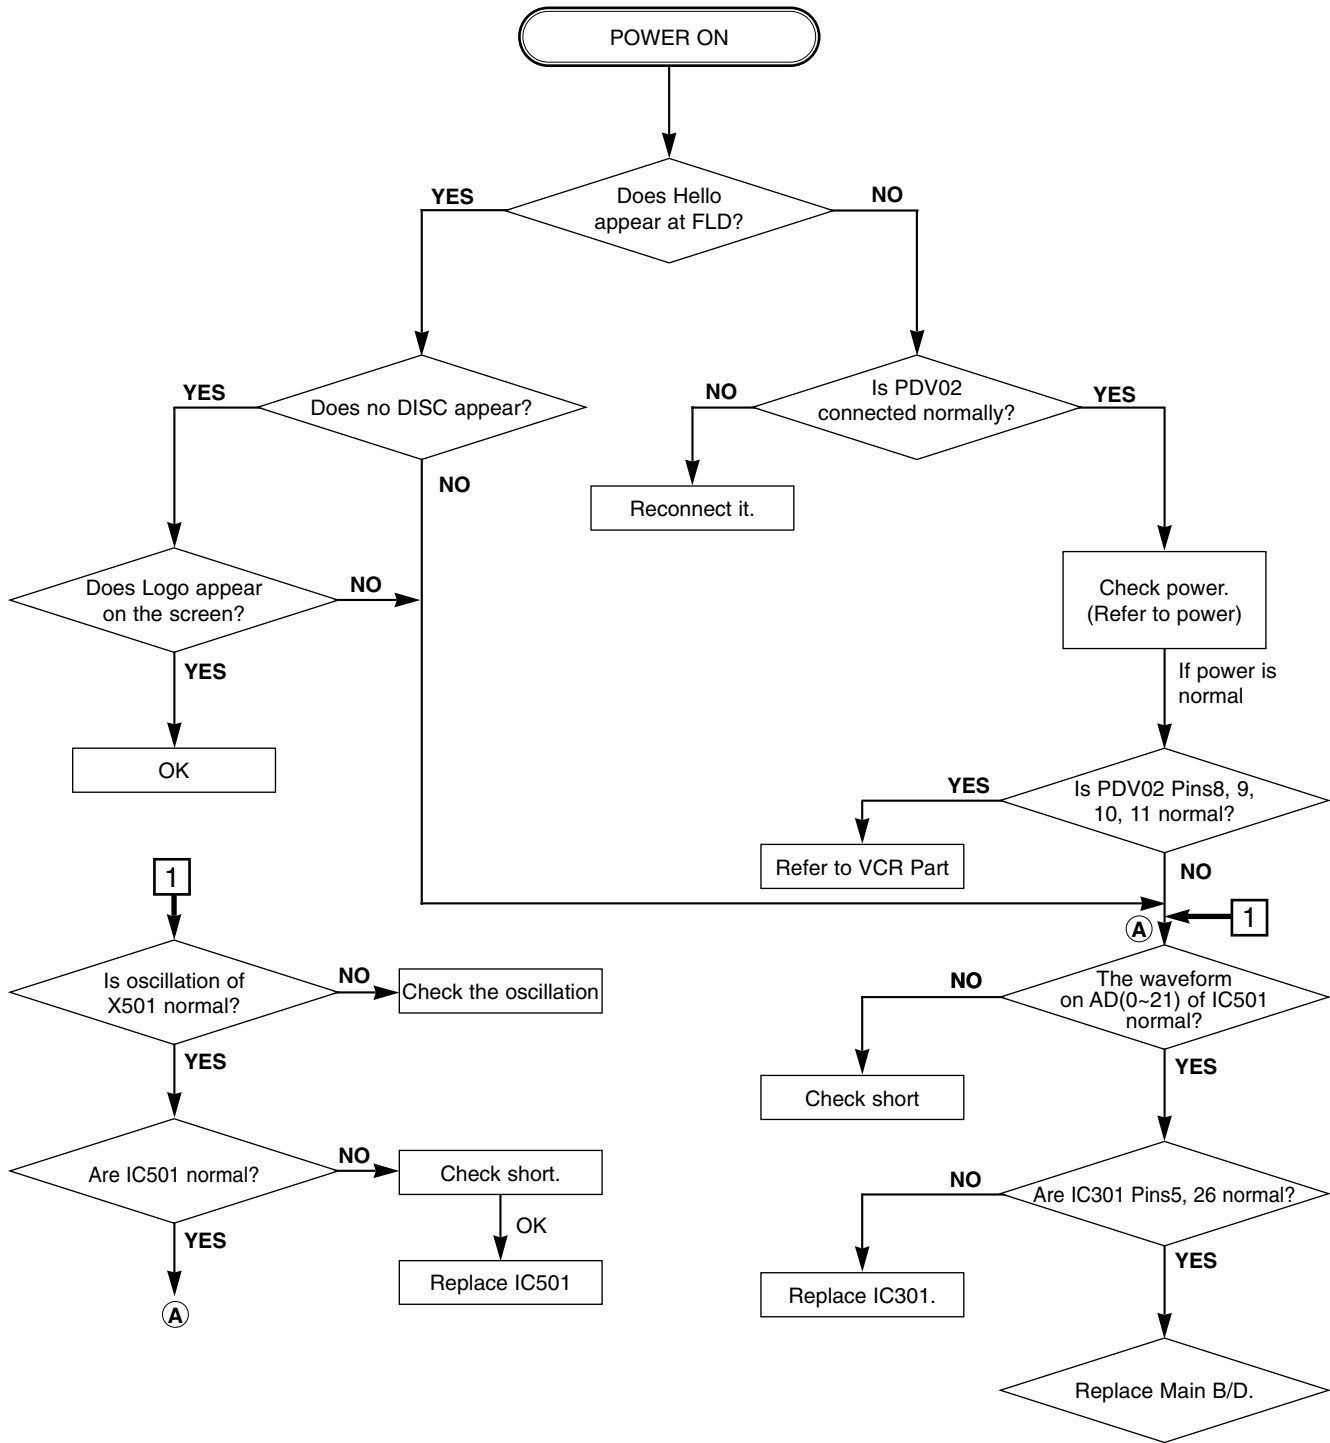 POWER ON
Does Hello
appear at FLD?
YES
NO
Does no DISC appear?
YES
NO
Is PDV02
connected normally?
NO
YES
Reconnect it.
Does Logo appear
on the screen?
NO
YES
OK
Check power.
(Refer to power)
If power is
normal
Is PDV02 Pins8, 9,
10, 11 normal?
YES
NO
Refer to VCR Part
1
A
1
Is oscillation of
X501 normal?
NO
Check the oscillation
YES
Are IC501 normal?
NO
Check short.
OK
Replace IC501
YES
A
The waveform
on AD(0~21) of IC501
normal?
NO
Check short
YES
Are IC301 Pins5, 26 normal?
NO
Replace IC301.
YES
Replace Main B/D.